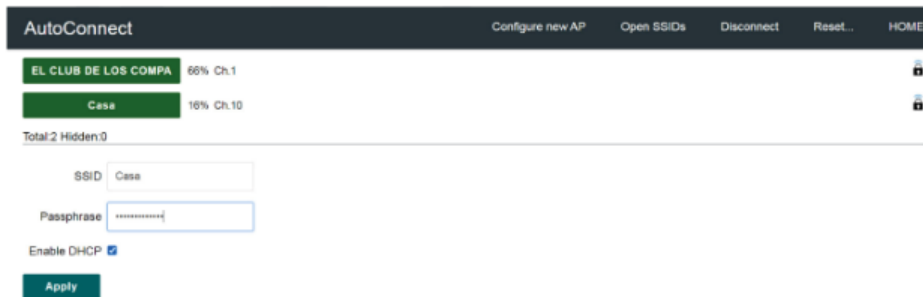 AutoConnect Configure new AP Open SSIDs Disconnect Reset... HOME
EL CLUB DE LOS COMPA 66% Ch.1
Casa 16% Ch.10
Total:2 Hidden:0
SSID Casa
Passphrase
Enable DHCP
Apply